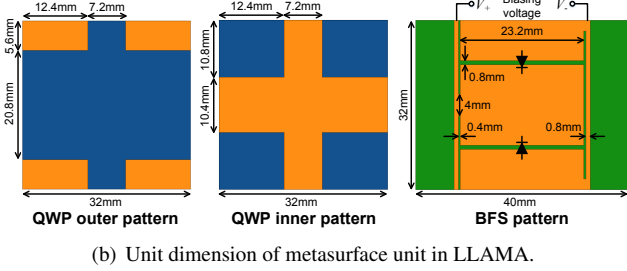 12.4mm 7.2mm
5.6mm
20.8mm
32mm
QWP outer pattern
12.4mm 7.2mm
10.8mm
10.4mm
32mm
QWP inner pattern
V+ Biasing V-
voltage
23.2mm
0.8mm
32mm
4mm
0.4mm 0.8mm
40mm
BFS pattern
(b) Unit dimension of metasurface unit in LLAMA.